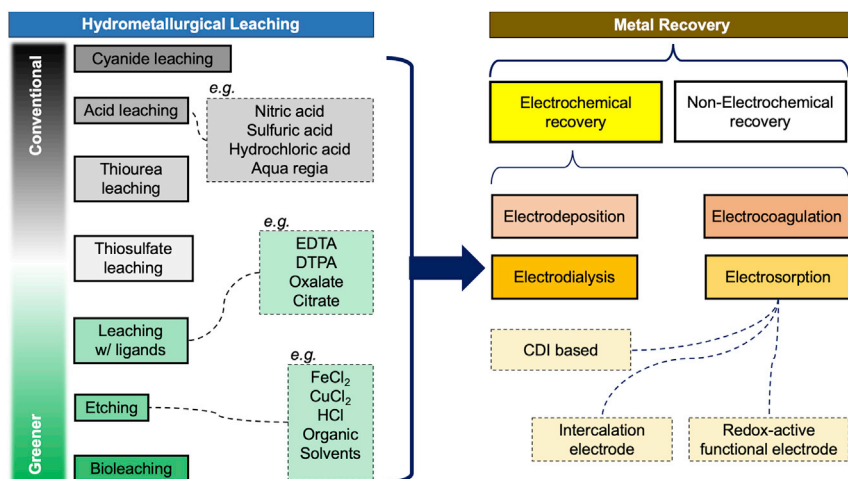 Hydrometallurgical Leaching
Conventional
Greener
Cyanide leaching
Acid leaching
e.g.
Nitric acid
Sulfuric acid
Hydrochloric acid
Aqua regia
Thiourea
leaching
Thiosulfate
leaching
e.g.
EDTA
DTPA
Oxalate
Citrate
Leaching
w/ ligands
e.g.
FeCl₂
CuCl₂
HCl
Organic
Solvents
Etching
Bioleaching
Metal Recovery
Electrochemical
recovery
Non-Electrochemical
recovery
Electrodeposition
Electrocoagulation
Electrodialysis
Electrosorption
CDI based
Intercalation
electrode
Redox-active
functional electrode